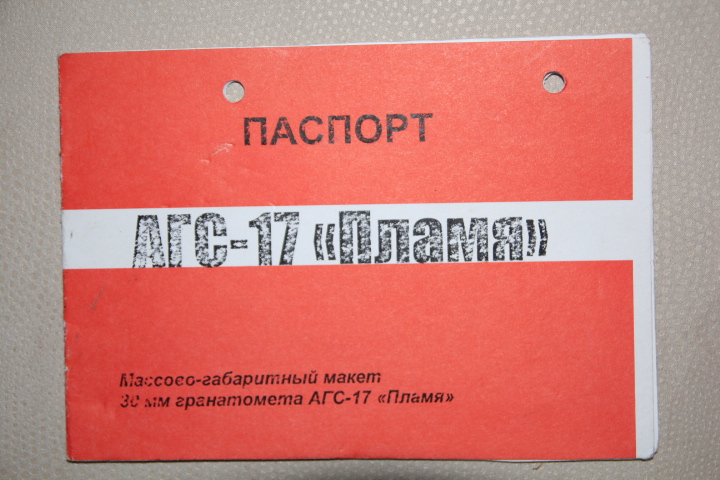 ПАСПОРТ
АГС-17 «Пламя»
Массово-габаритный макет
30 мм гранатомета АГС-17 «Пламя»